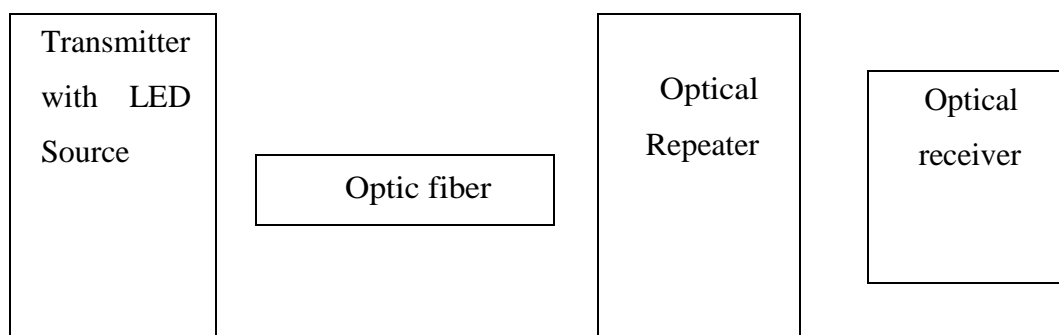 Transmitter
with LED
Source
Optic fiber
Optical
Repeater
Optical
receiver